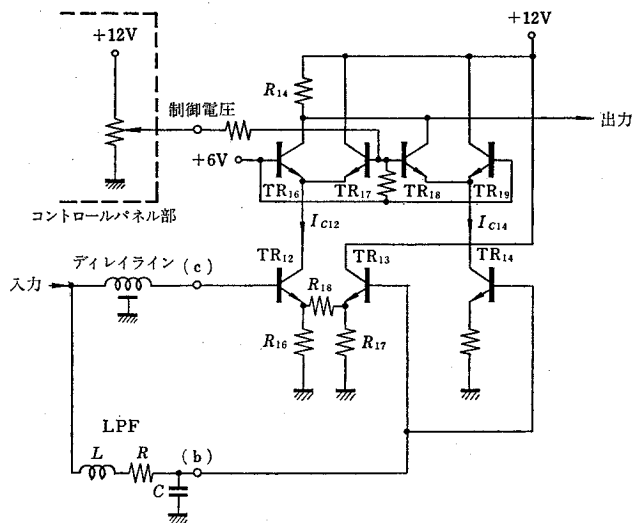 +12V
+12V
R14
制御電圧
出力
+6V
TR16
TR17
TR18
TR19
コントロールパネル部
IC12
IC14
ディレイライン
(c)
TR12
TR13
TR14
入力
R18
R16
R17
LPF
L
R
(b)
C